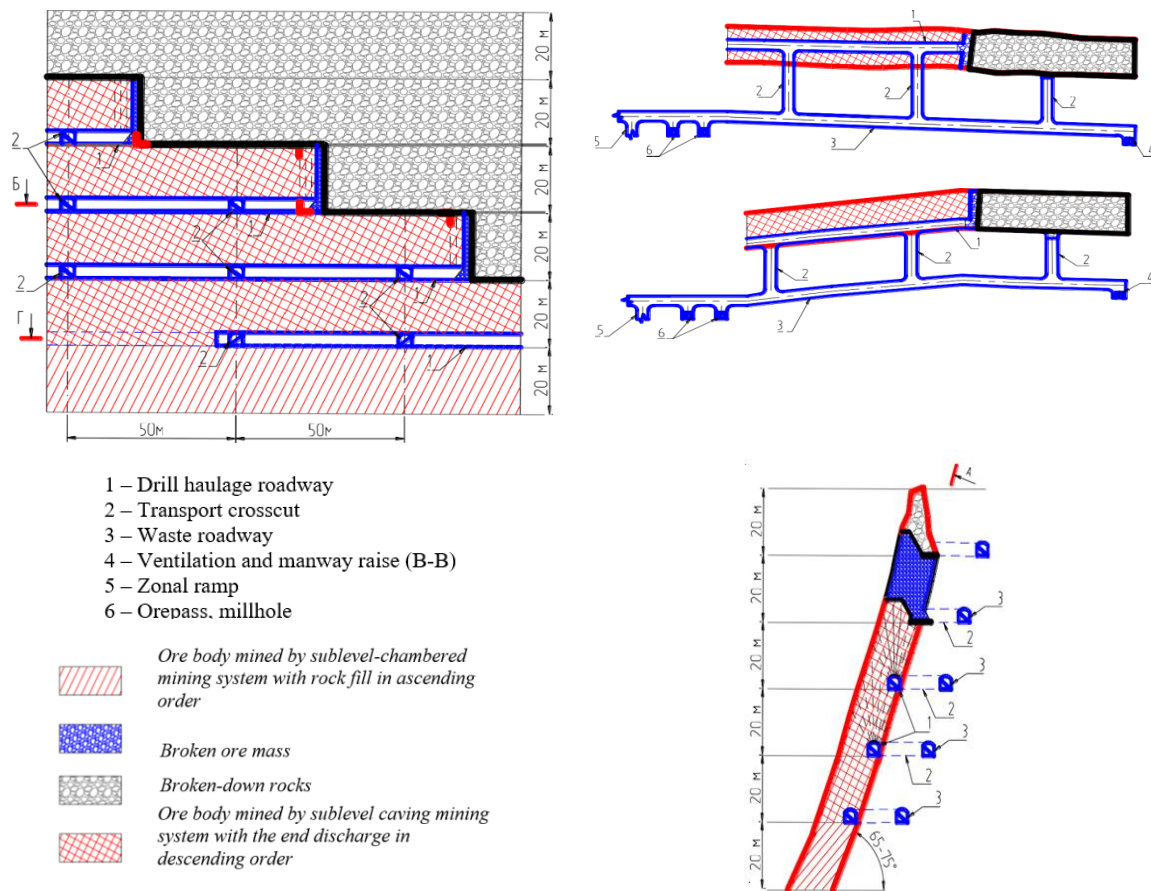 20 м
20 м
2
1
20 м
Б
2
1
20 м
2
2
1
20 м
Г
2
1
20 м
50м
50м
1
2
2
2
5
6
3
4
1
2
2
2
4
5
6
3
1 – Drill haulage roadway
2 – Transport crosscut
3 – Waste roadway
4 – Ventilation and manway raise (B-B)
5 – Zonal ramp
6 – Orepass, millhole
Ore body mined by sublevel-chambered
mining system with rock fill in ascending
order
Broken ore mass
Broken-down rocks
Ore body mined by sublevel caving mining
system with the end discharge in
descending order
20 м
20 м
3
3
2
20 м
3
2
1
20 м
3
2
20 м
3
20 м
65-75°